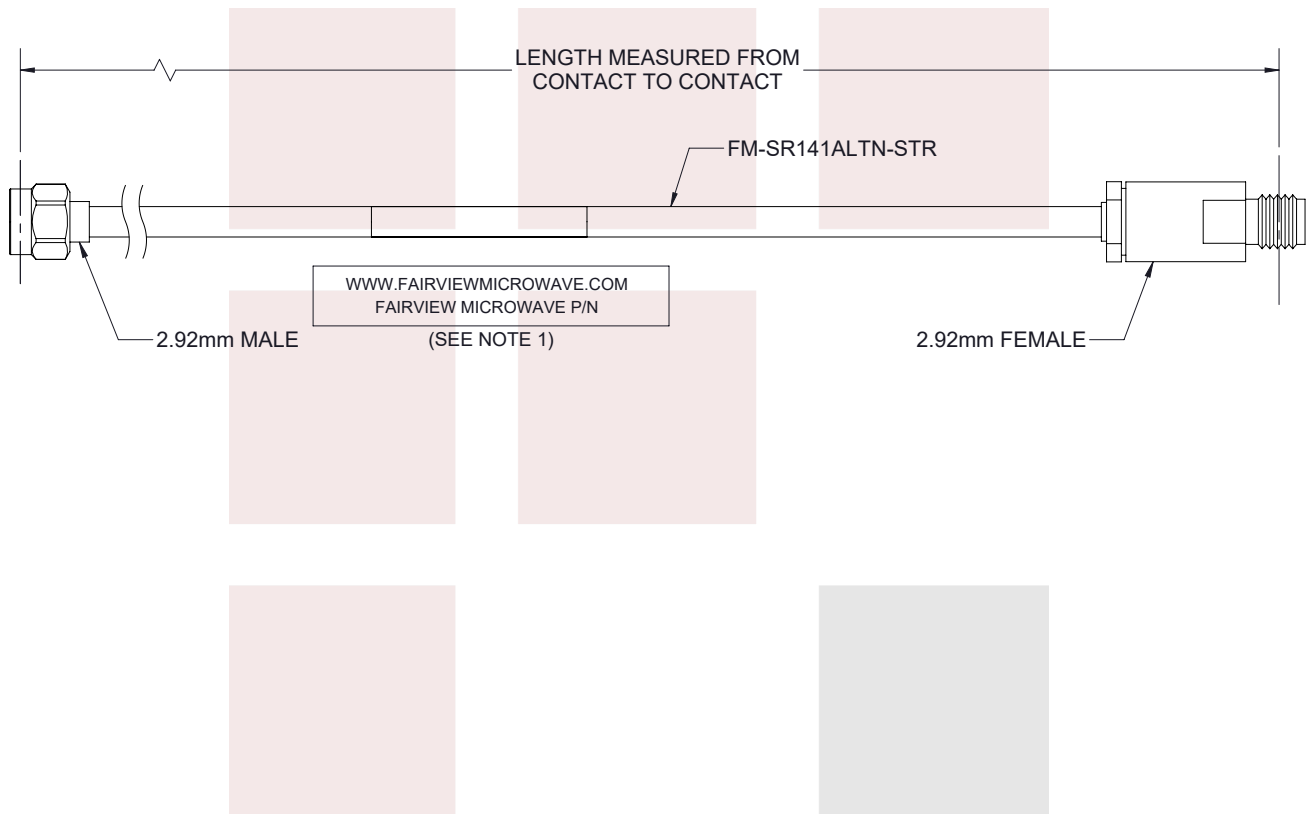 LENGTH MEASURED FROM
CONTACT TO CONTACT
FM-SR141ALTN-STR
WWW.FAIRVIEWMICROWAVE.COM
FAIRVIEW MICROWAVE P/N
2.92mm MALE
(SEE NOTE 1)
2.92mm FEMALE